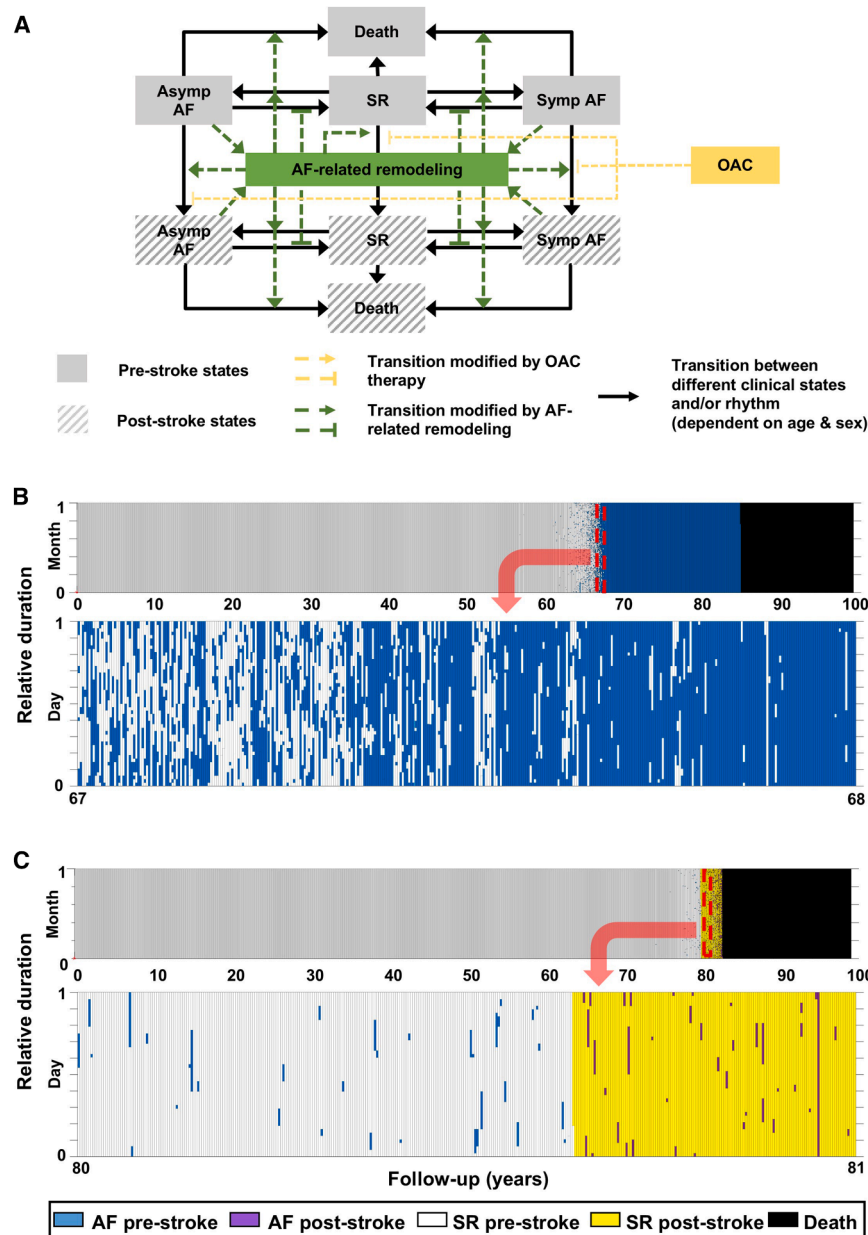 A
Death
Asymp AF
SR
Symp AF
AF-related remodeling
OAC
Asymp AF
SR
Symp AF
Death
Pre-stroke states
Post-stroke states
Transition modified by OAC
therapy
Transition modified by AF-
related remodeling
Transition between
different clinical states
and/or rhythm
(dependent on age & sex)
B
Relative duration
Month
1
0
0 10 20 30 40 50 60 70 80 90 100
Day
1
0
67 68
C
Relative duration
Month
1
0
0 10 20 30 40 50 60 70 80 90 100
Day
1
0
80 Follow-up (years) 81
AF pre-stroke AF post-stroke SR pre-stroke SR post-stroke Death